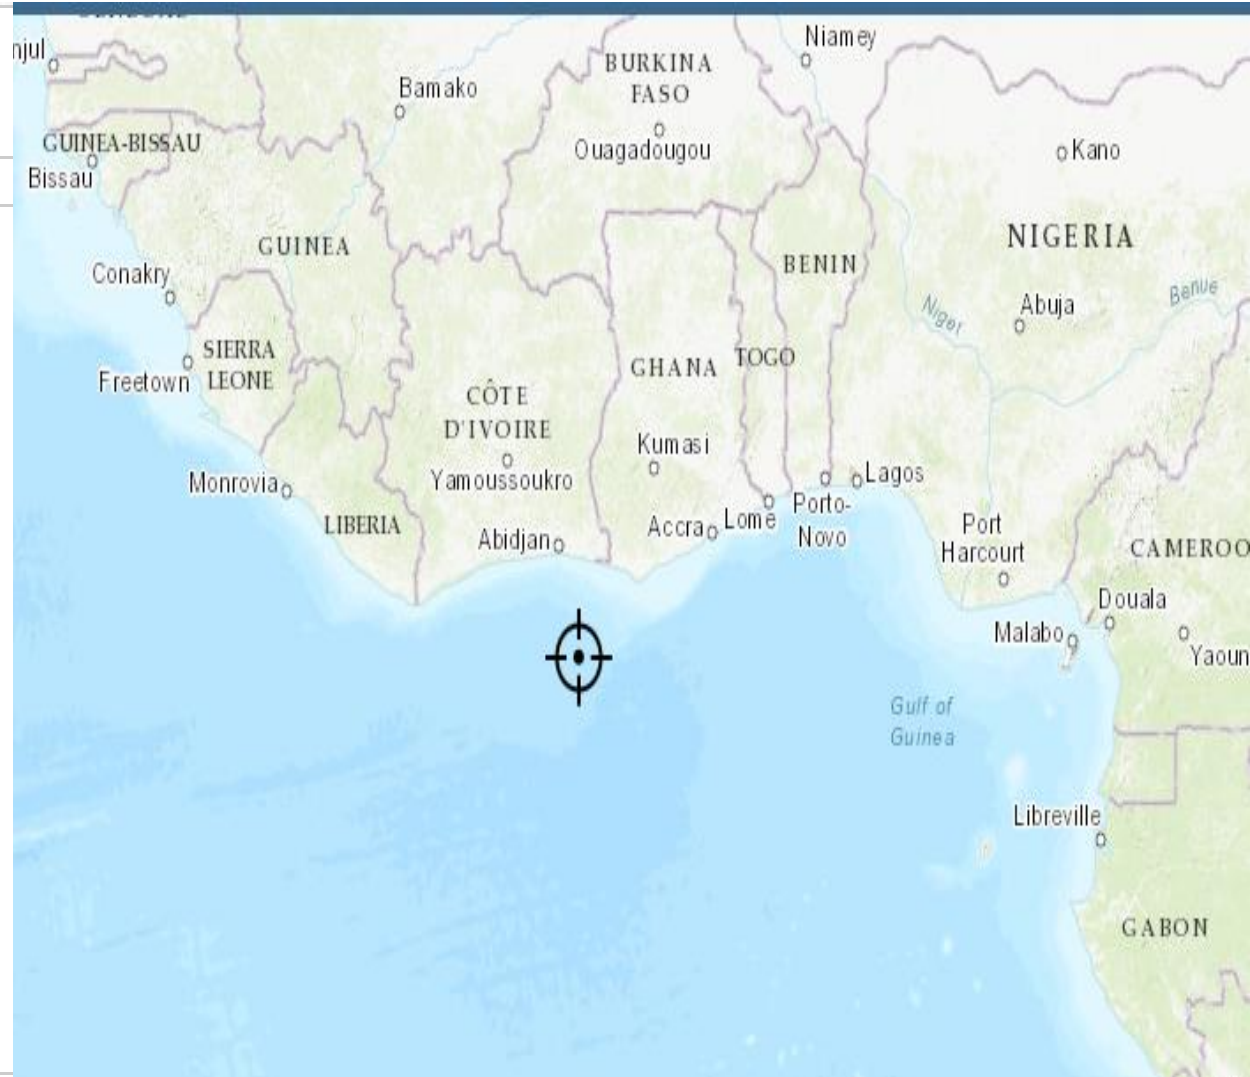 njul
Niamey
BURKINA
FASO
Bamako
Ouagadougou
Kano
GUINEA-BISSAU
Bissau
NIGERIA
GUINEA
BENIN
Conakry
Benue
Niger
Abuja
SIERRA
LEONE
Freetown
GHANA
TOGO
CÔTE
D'IVOIRE
Kumasi
Yamoussoukro
Monrovia
Lagos
Porto-
Novo
Lome
Accra
LIBERIA
Abidjan
Port
Harcourt
CAMEROO
Douala
Malabo
Yaoun
Gulf of
Guinea
Libreville
GABON